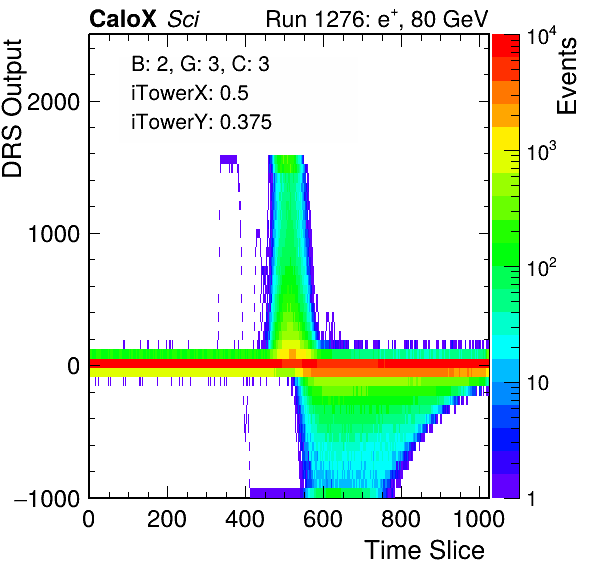 CaloX Sci Run 1276: e⁺, 80 GeV
B: 2, G: 3, C: 3
iTowerX: 0.5
iTowerY: 0.375
DRS Output
2000
1000
0
−1000
0 200 400 600 800 1000
Time Slice
Events
10⁴
10³
10²
10
1